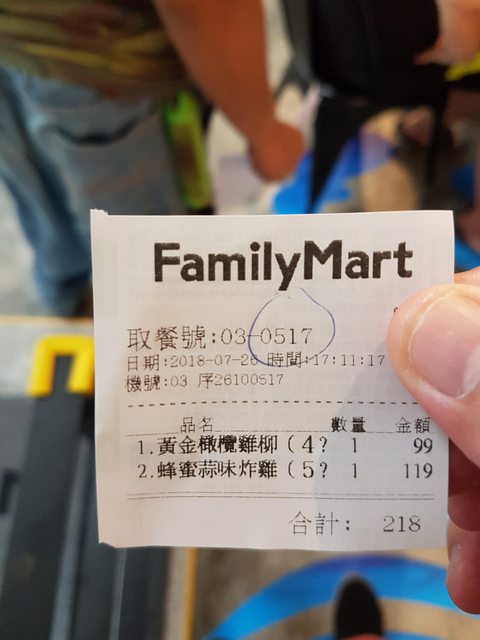 FamilyMart
取餐號:03-0517
日期:2018-07-26 時間:17:11:17
機號:03 序26100517
品名 數量 金額
1.黃金橄欖雞柳(4? 1 99
2.蜂蜜蒜味炸雞(5? 1 119
合計: 218